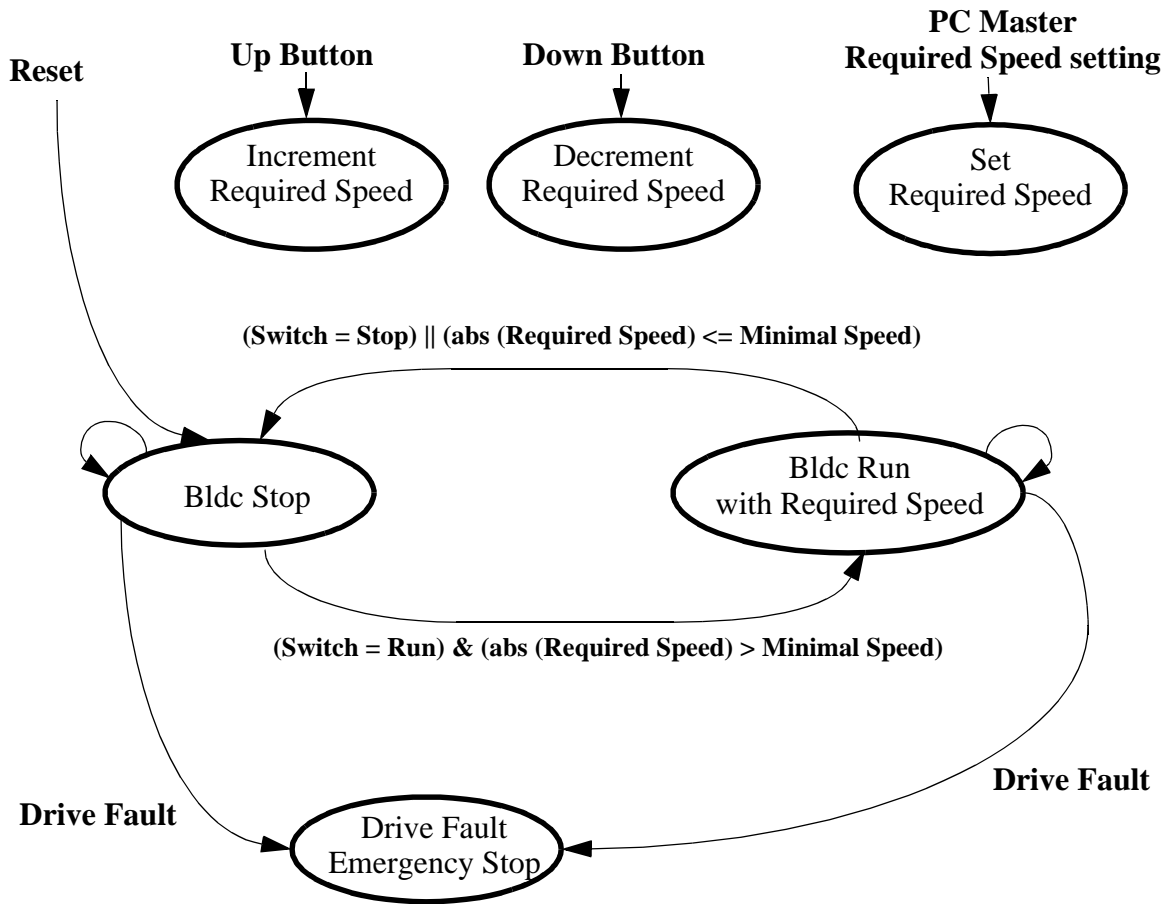 PC Master
Required Speed setting
Up Button
Down Button
Reset
Increment
Required Speed
Decrement
Required Speed
Set
Required Speed
(Switch = Stop) || (abs (Required Speed) <= Minimal Speed)
Bldc Stop
Bldc Run
with Required Speed
(Switch = Run) & (abs (Required Speed) > Minimal Speed)
Drive Fault
Drive Fault
Drive Fault
Emergency Stop